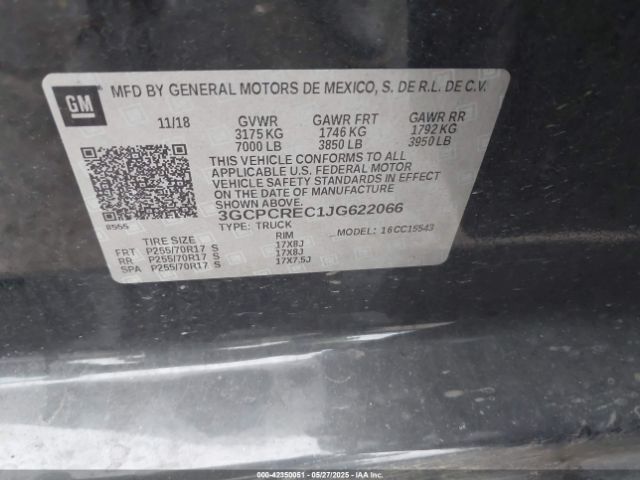 GM
MFD BY GENERAL MOTORS DE MEXICO, S. DE R.L. DE C.V.
11/18 GVWR GAWR FRT GAWR RR
3175 KG 1746 KG 1792 KG
7000 LB 3850 LB 3950 LB
THIS VEHICLE CONFORMS TO ALL
APPLICABLE U.S. FEDERAL MOTOR
VEHICLE SAFETY STANDARDS IN EFFECT
ON THE DATE OF MANUFACTURE
SHOWN ABOVE.
3GCPCREC1JG622066
8555
TYPE: TRUCK MODEL: 16CC15543
TIRE SIZE RIM
FRT P255/70R17 S 17X8J
RR P255/70R17 S 17X8J
SPA P255/70R17 S 17X7.5J
000-42350051 - 05/27/2025 - IAAI.COM